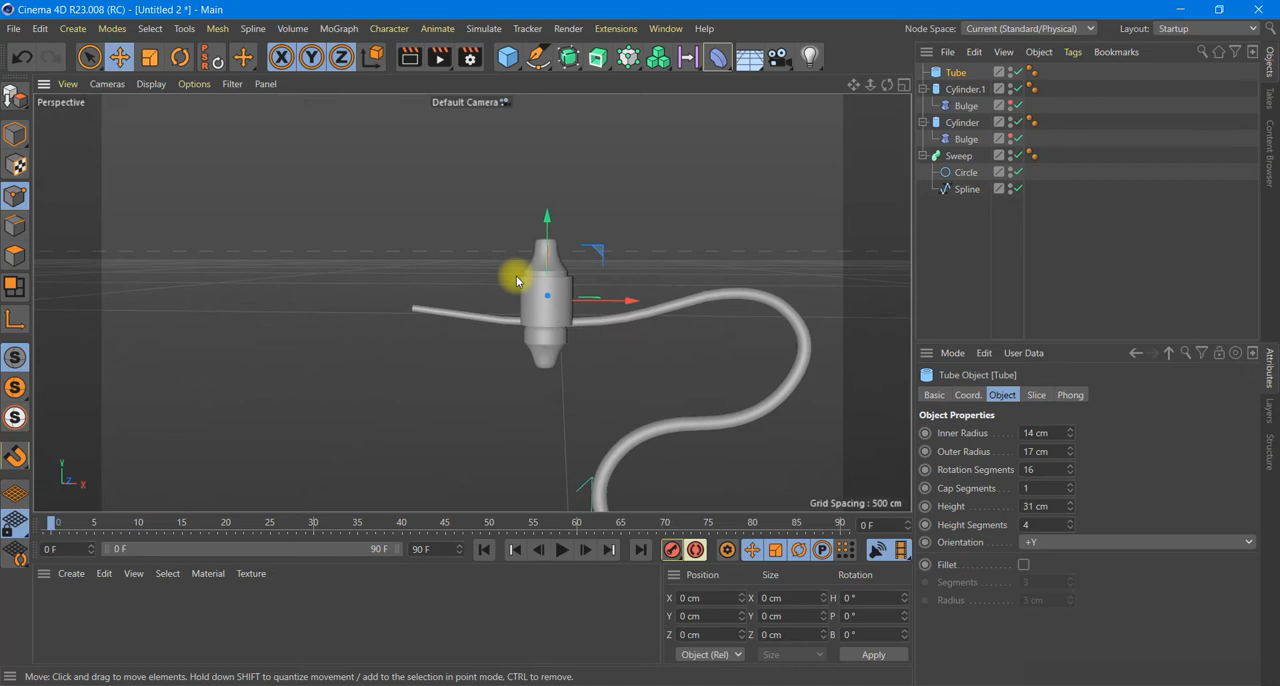 Cinema 4D R23.008 (RC) - [Untitled 2 *] - Main
File Edit Create Modes Select Tools Mesh Spline Volume MoGraph Character Animate Simulate Tracker Render Extensions Window Help
Node Space: Current (Standard/Physical) Layout: Startup
X Y Z PSR
File Edit View Object Tags Bookmarks
View Cameras Display Options Filter Panel
Perspective
Default Camera
Tube
Cylinder.1
Bulge
Cylinder
Bulge
Sweep
Circle
Spline
Objects
Takes
Content Browser
Mode Edit User Data
Tube Object [Tube]
Basic Coord. Object Slice Phong
Object Properties
Inner Radius 14 cm
Outer Radius 17 cm
Rotation Segments 16
Cap Segments 1
Height 31 cm
Height Segments 4
Orientation +Y
Fillet
Segments 3
Radius 3 cm
Attributes
Layers
Structure
S
S
S
Y
Z X
Grid Spacing : 500 cm
0 5 10 15 20 25 30 35 40 45 50 55 60 65 70 75 80 85 90 0 F
0 F 0 F 90 F 90 F
P
Create Edit View Select Material Texture
Position Size Rotation
X 0 cm X 0 cm H 0 °
Y 0 cm Y 0 cm P 0 °
Z 0 cm Z 0 cm B 0 °
Object (Rel) Size Apply
Move: Click and drag to move elements. Hold down SHIFT to quantize movement / add to the selection in point mode, CTRL to remove.